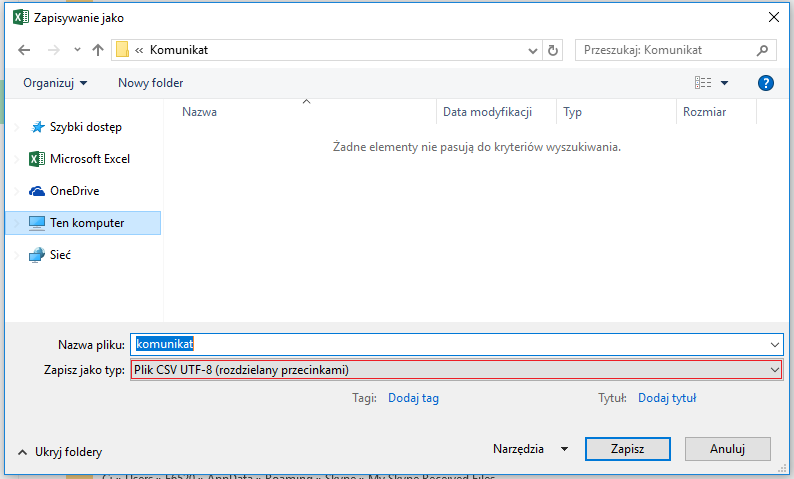 Zapisywanie jako
« Komunikat
Przeszukaj: Komunikat
Organizuj
Nowy folder
Nazwa
Data modyfikacji
Typ
Rozmiar
Szybki dostęp
Microsoft Excel
OneDrive
Ten komputer
Sieć
Żadne elementy nie pasują do kryteriów wyszukiwania.
Nazwa pliku: komunikat
Zapisz jako typ: Plik CSV UTF-8 (rozdzielany przecinkami)
Tagi: Dodaj tag
Tytuł: Dodaj tytuł
Ukryj foldery
Narzędzia
Zapisz
Anuluj